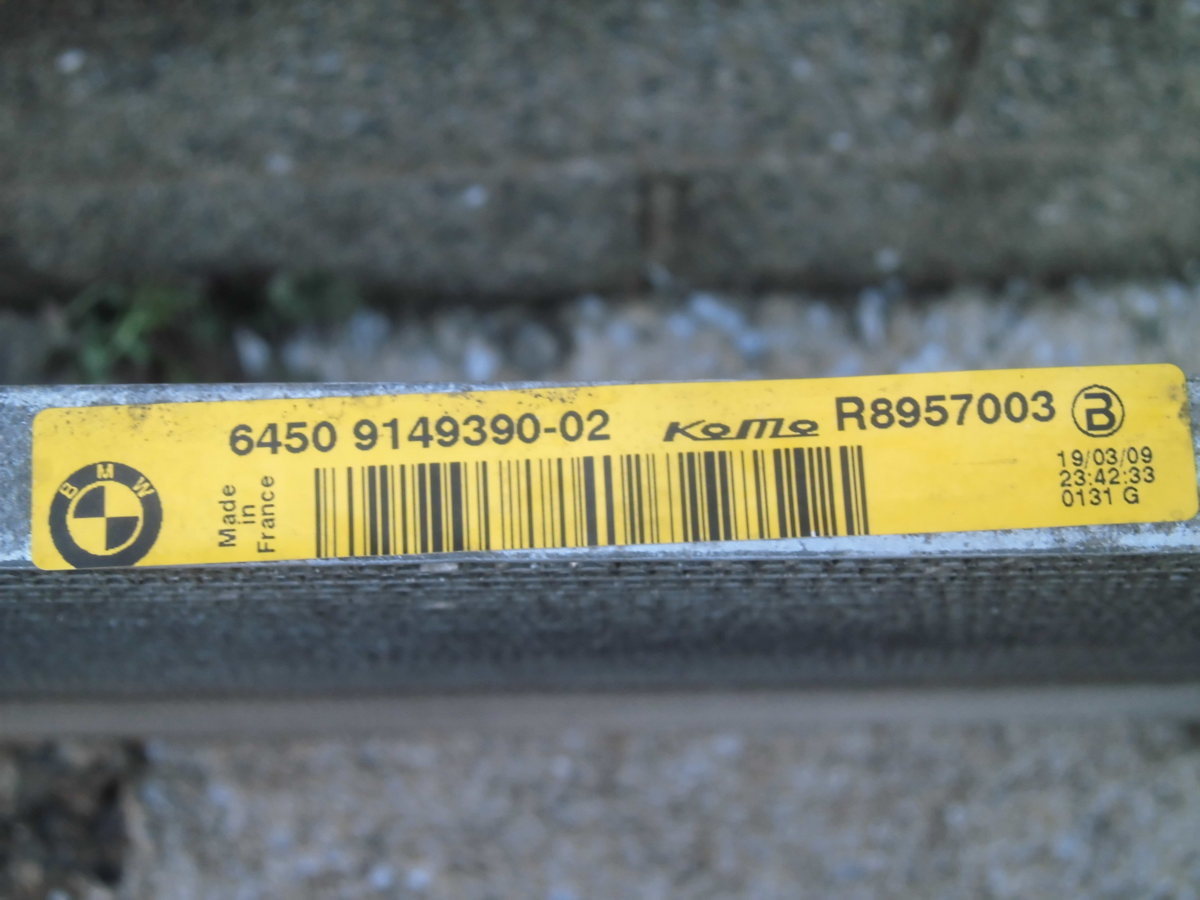 6450 9149390-02 KoMo R8957003 B
BMW
Made
in
France
19/03/09
23:42:33
0131 G